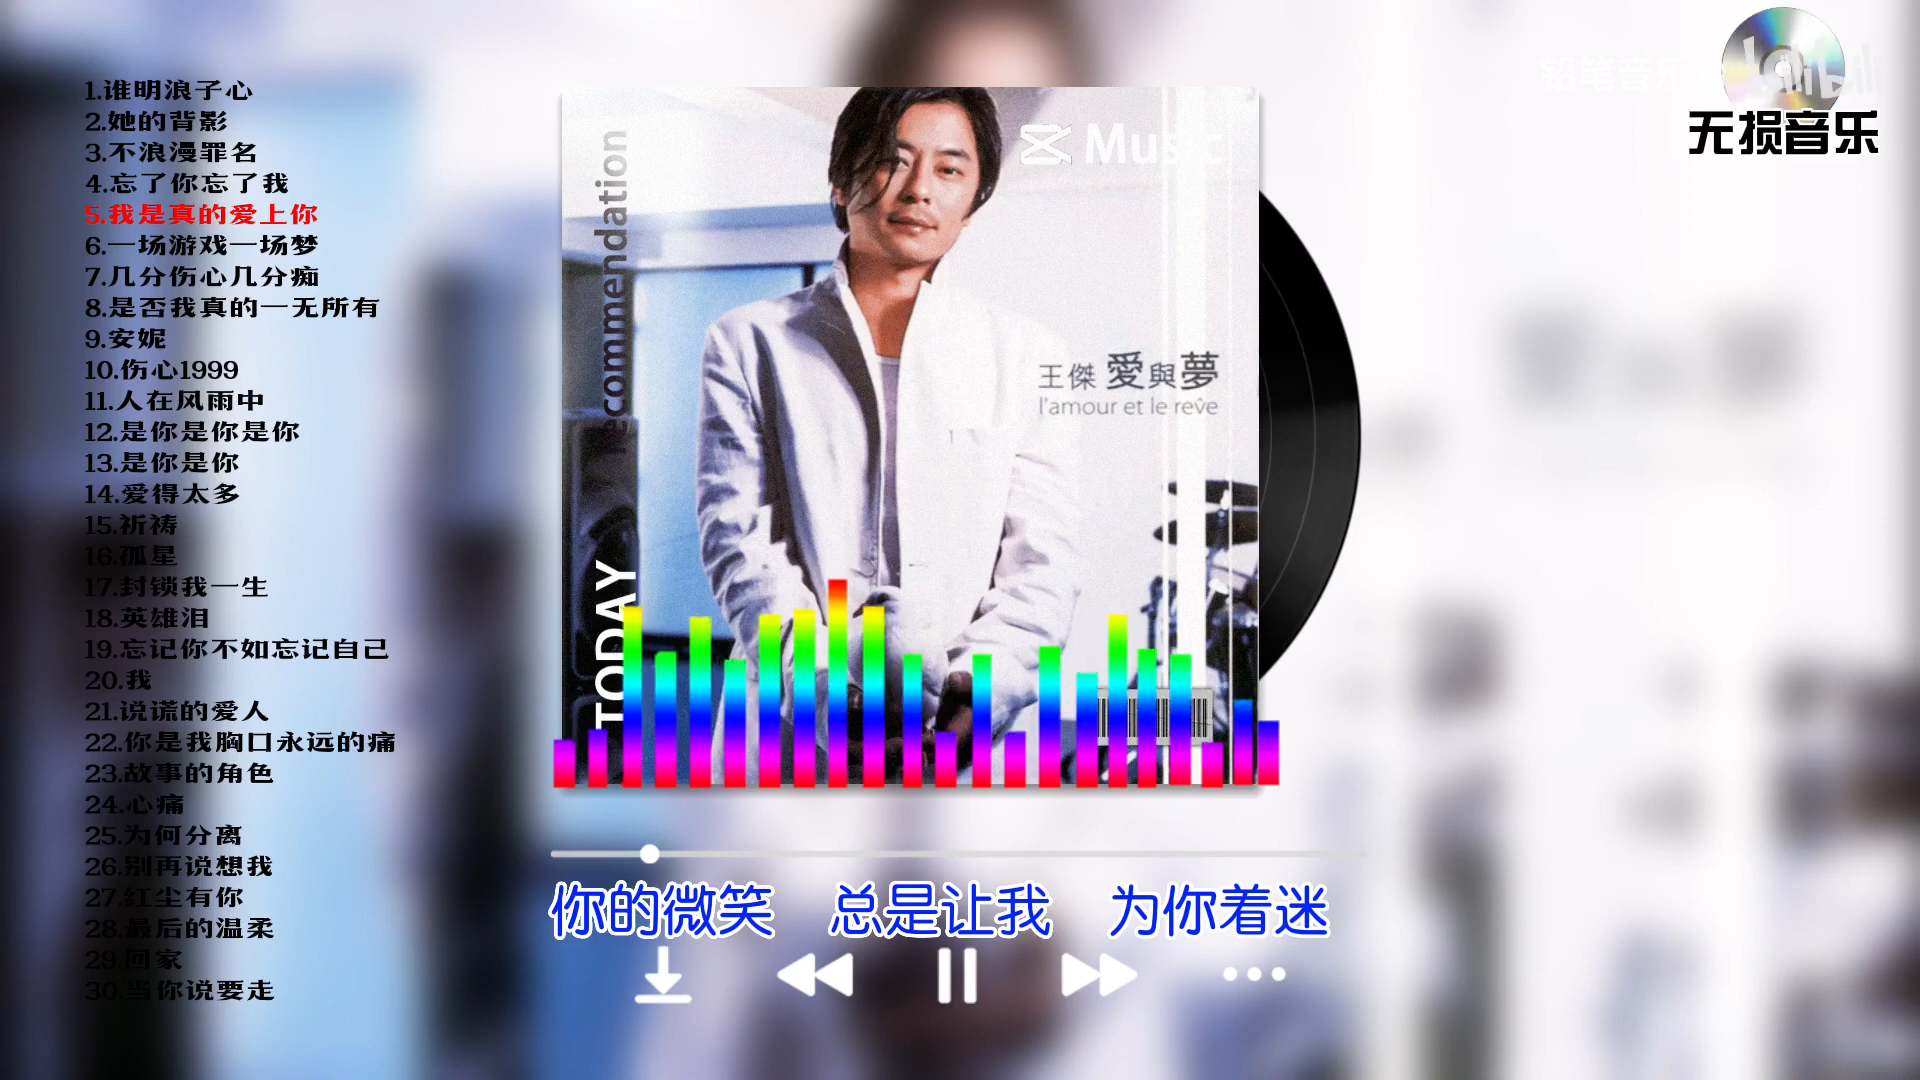 1.谁明浪子心
2.她的背影
3.不浪漫罪名
4.忘了你忘了我
5.我是真的爱上你
6.一场游戏一场梦
7.几分伤心几分痴
8.是否我真的一无所有
9.安妮
10.伤心1999
11.人在风雨中
12.是你是你是你
13.是你是你
14.爱得太多
15.祈祷
16.孤星
17.封锁我一生
18.英雄泪
19.忘记你不如忘记自己
20.我
21.说谎的爱人
22.你是我胸口永远的痛
23.故事的角色
24.心痛
25.为何分离
26.别再说想我
27.红尘有你
28.最后的温柔
29.回家
30.当你说要走
TODAY recommendation
Music
王傑 愛與夢
l'amour et le reve
铅笔音乐
bilibili
无损音乐
你的微笑 总是让我 为你着迷